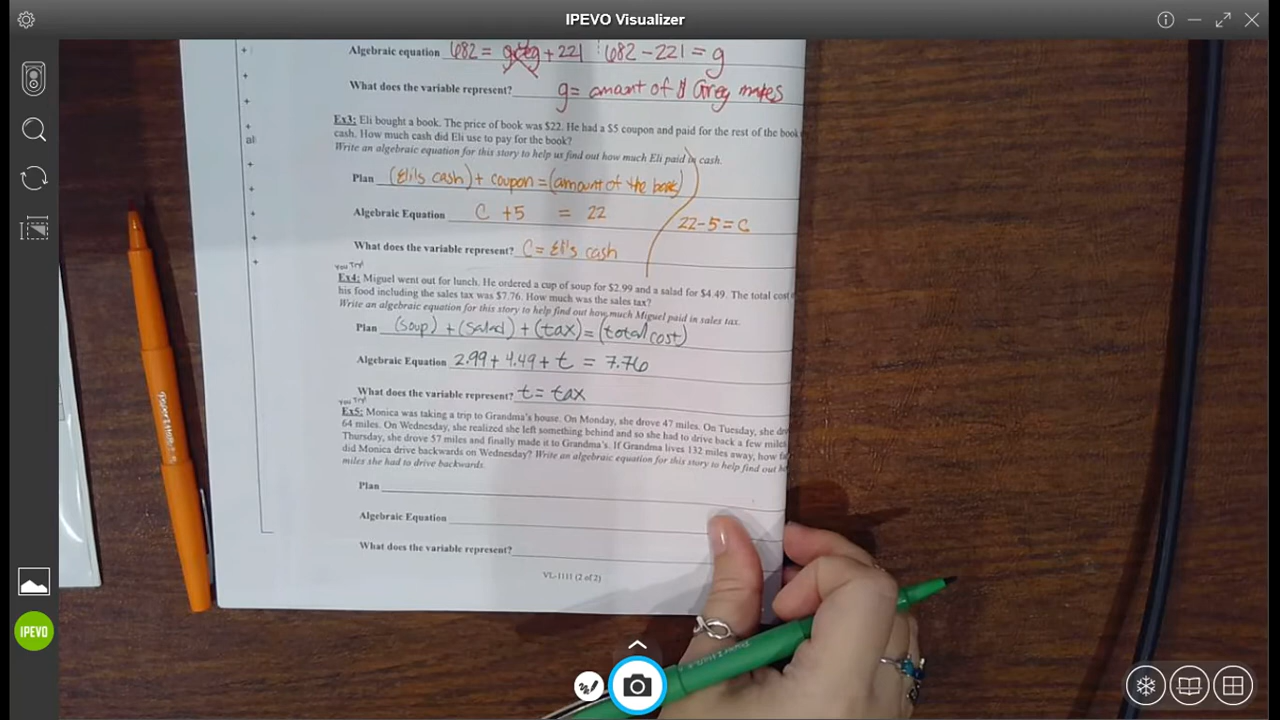 IPEVO Visualizer
Algebraic equation 682 = g + 221 682 - 221 = g
What does the variable represent? g = amount of Grey makes
Ex3: Eli bought a book. The price of book was $22. He had a $5 coupon and paid for the rest of the book
cash. How much cash did Eli use to pay for the book?
Write an algebraic equation for this story to help us find out how much Eli paid in cash.
Plan (Eli's cash) + coupon = (amount of the book)
Algebraic Equation C + 5 = 22
22 - 5 = C
What does the variable represent? C = Eli's cash
You Try!
Ex4: Miguel went out for lunch. He ordered a cup of soup for $2.99 and a salad for $4.49. The total cost
his food including the sales tax was $7.76. How much was the sales tax?
Write an algebraic equation for this story to help find out how much Miguel paid in sales tax.
Plan (soup) + (salad) + (tax) = (total cost)
Algebraic Equation 2.99 + 4.49 + t = 7.76
What does the variable represent? t = tax
You Try!
Ex5: Monica was taking a trip to Grandma's house. On Monday, she drove 47 miles. On Tuesday, she
64 miles. On Wednesday, she realized she left something behind and so she had to drive back a few miles
Thursday, she drove 57 miles and finally made it to Grandma's. If Grandma lives 132 miles away, how
did Monica drive backwards on Wednesday? Write an algebraic equation for this story to help find out
miles she had to drive backwards.
Plan
Algebraic Equation
What does the variable represent?
VL-1111 (2 of 2)
IPEVO